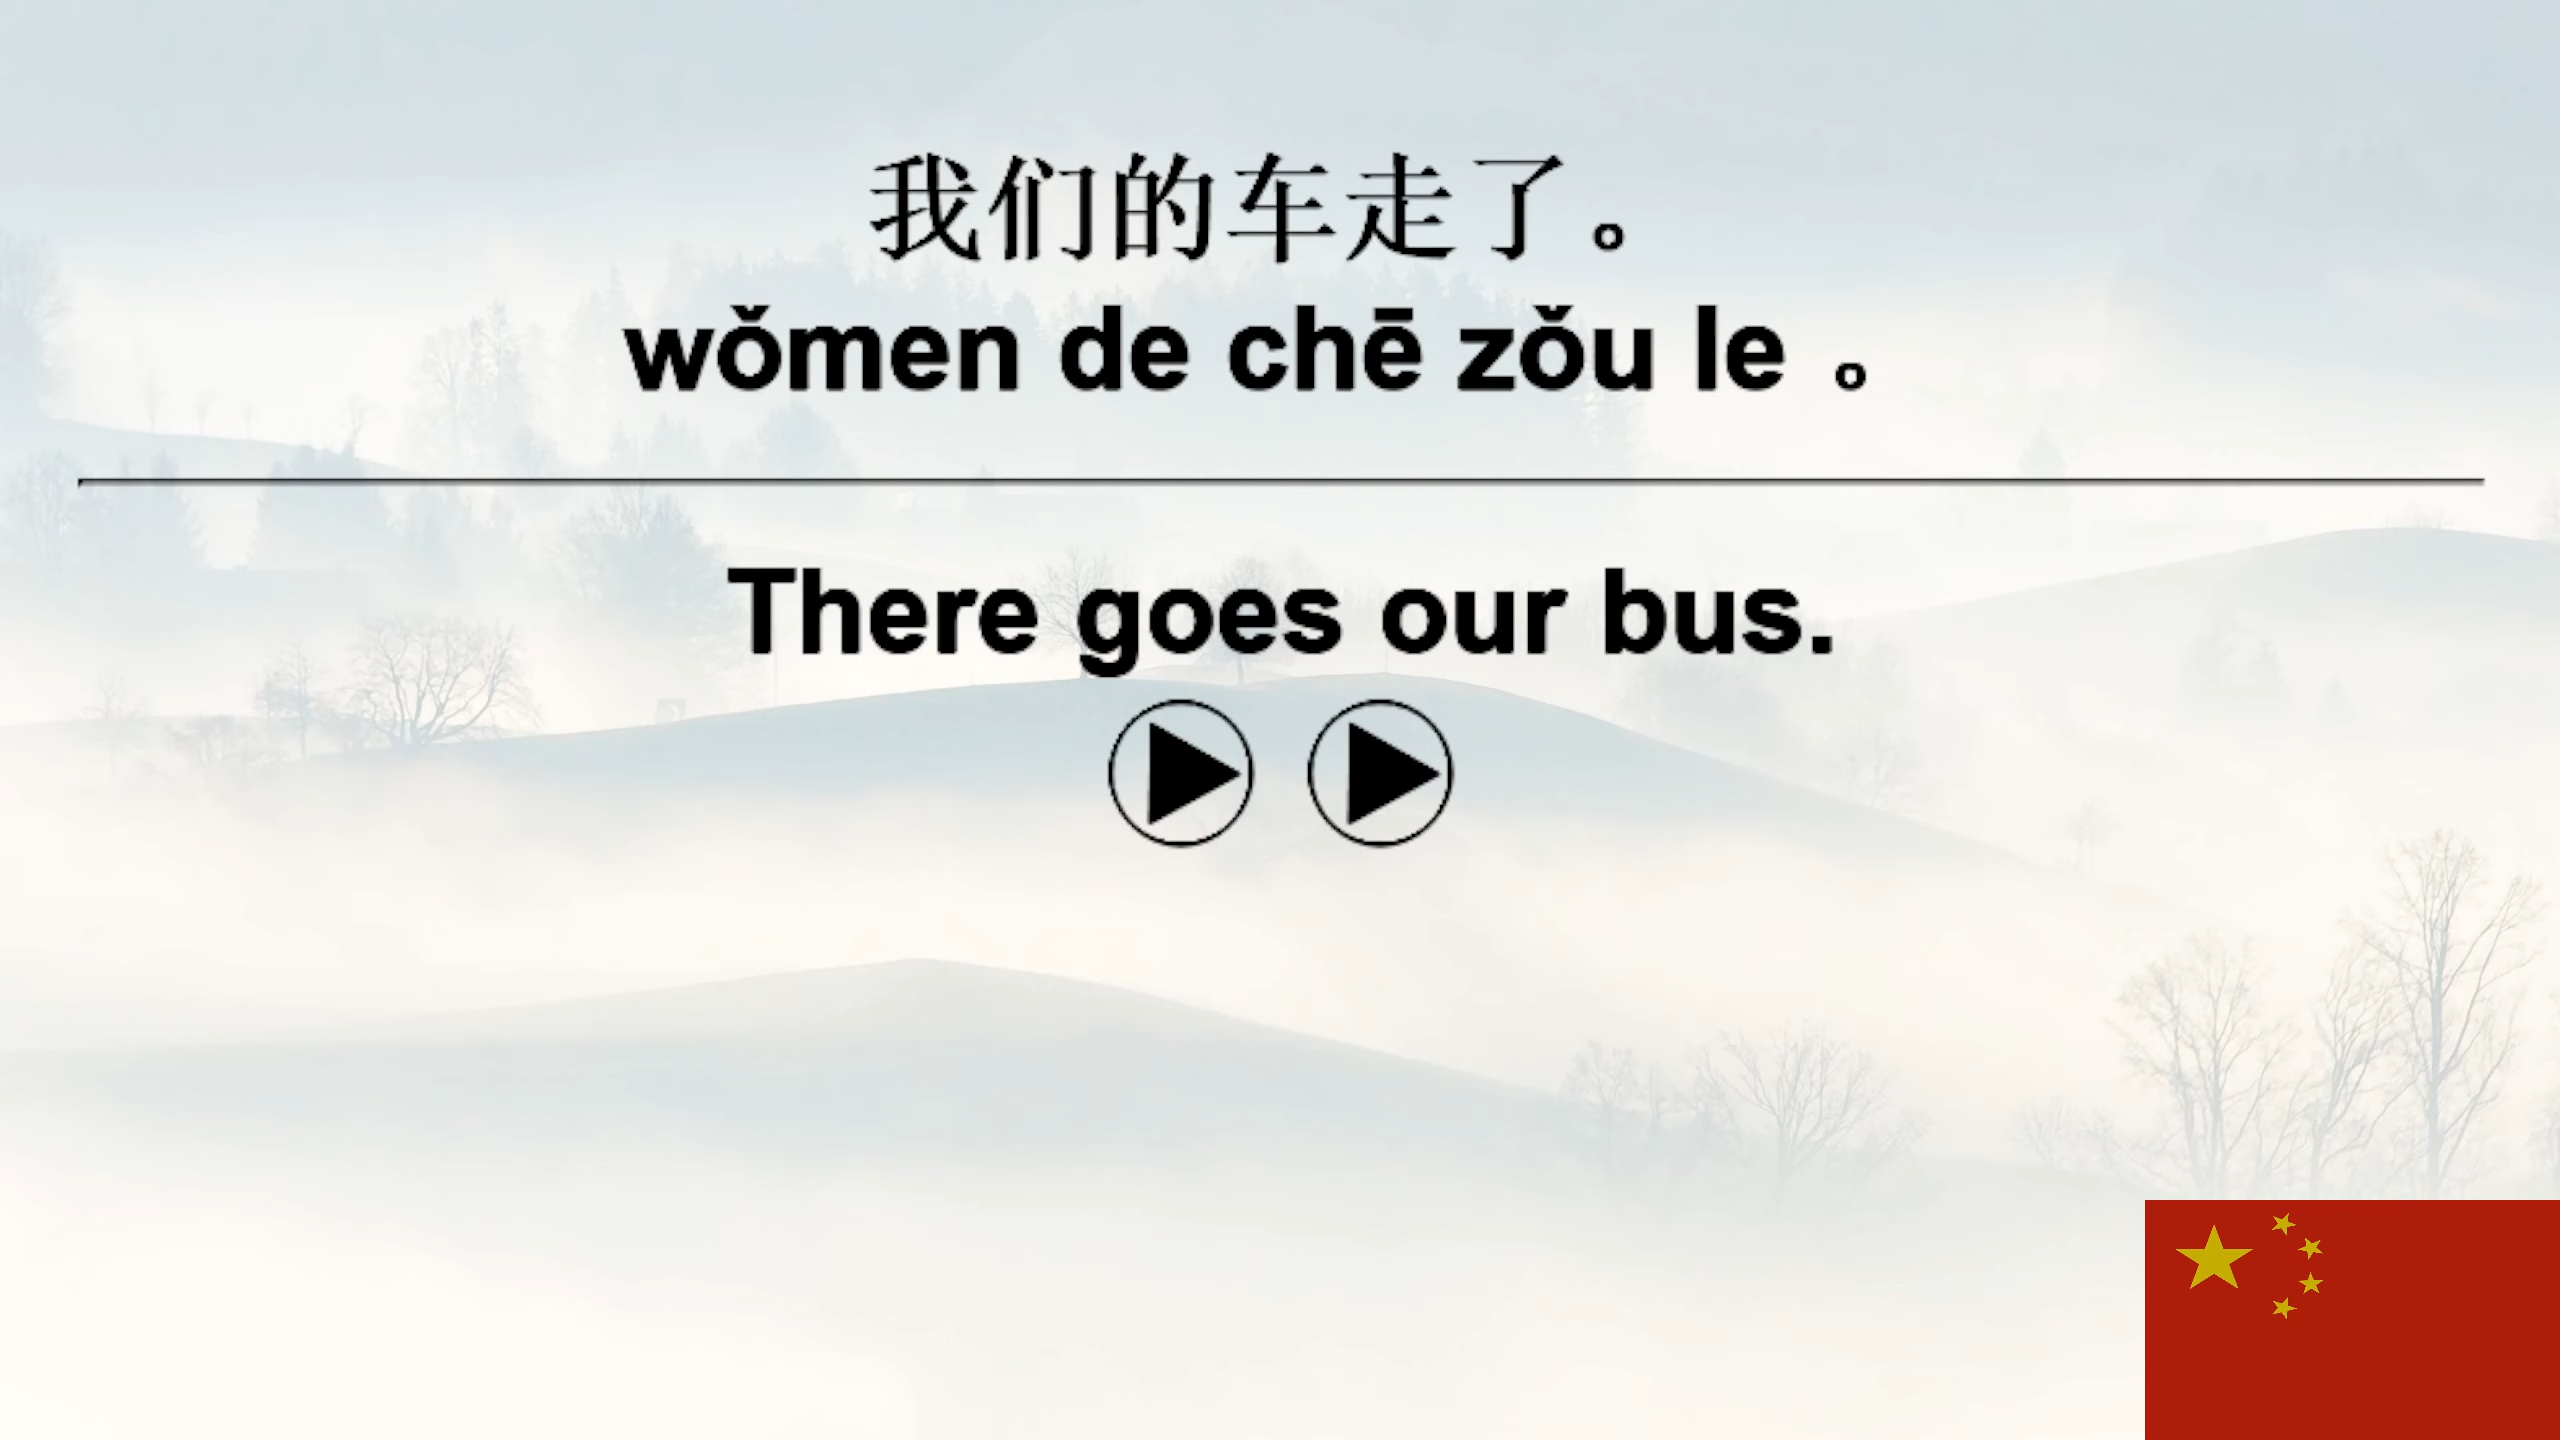 我们的车走了。
wǒmen de chē zǒu le 。
There goes our bus.